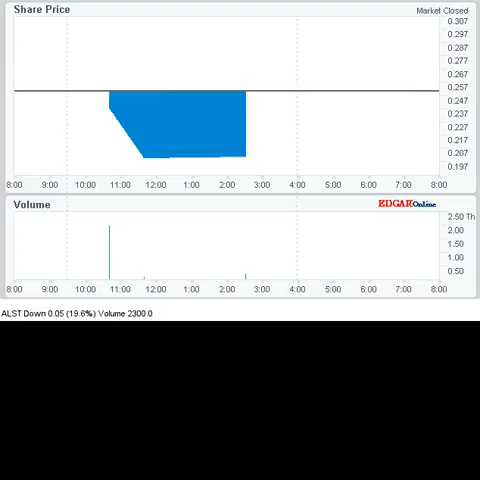 Share Price
Market Closed
0.307
0.297
0.287
0.277
0.267
0.257
0.247
0.237
0.227
0.217
0.207
0.197
8:00 9:00 10:00 11:00 12:00 1:00 2:00 3:00 4:00 5:00 6:00 7:00 8:00
Volume
EDGAR Online
2.50 Th
2.00
1.50
1.00
0.50
8:00 9:00 10:00 11:00 12:00 1:00 2:00 3:00 4:00 5:00 6:00 7:00 8:00
ALST Down 0.05 (19.6%) Volume 2300.0